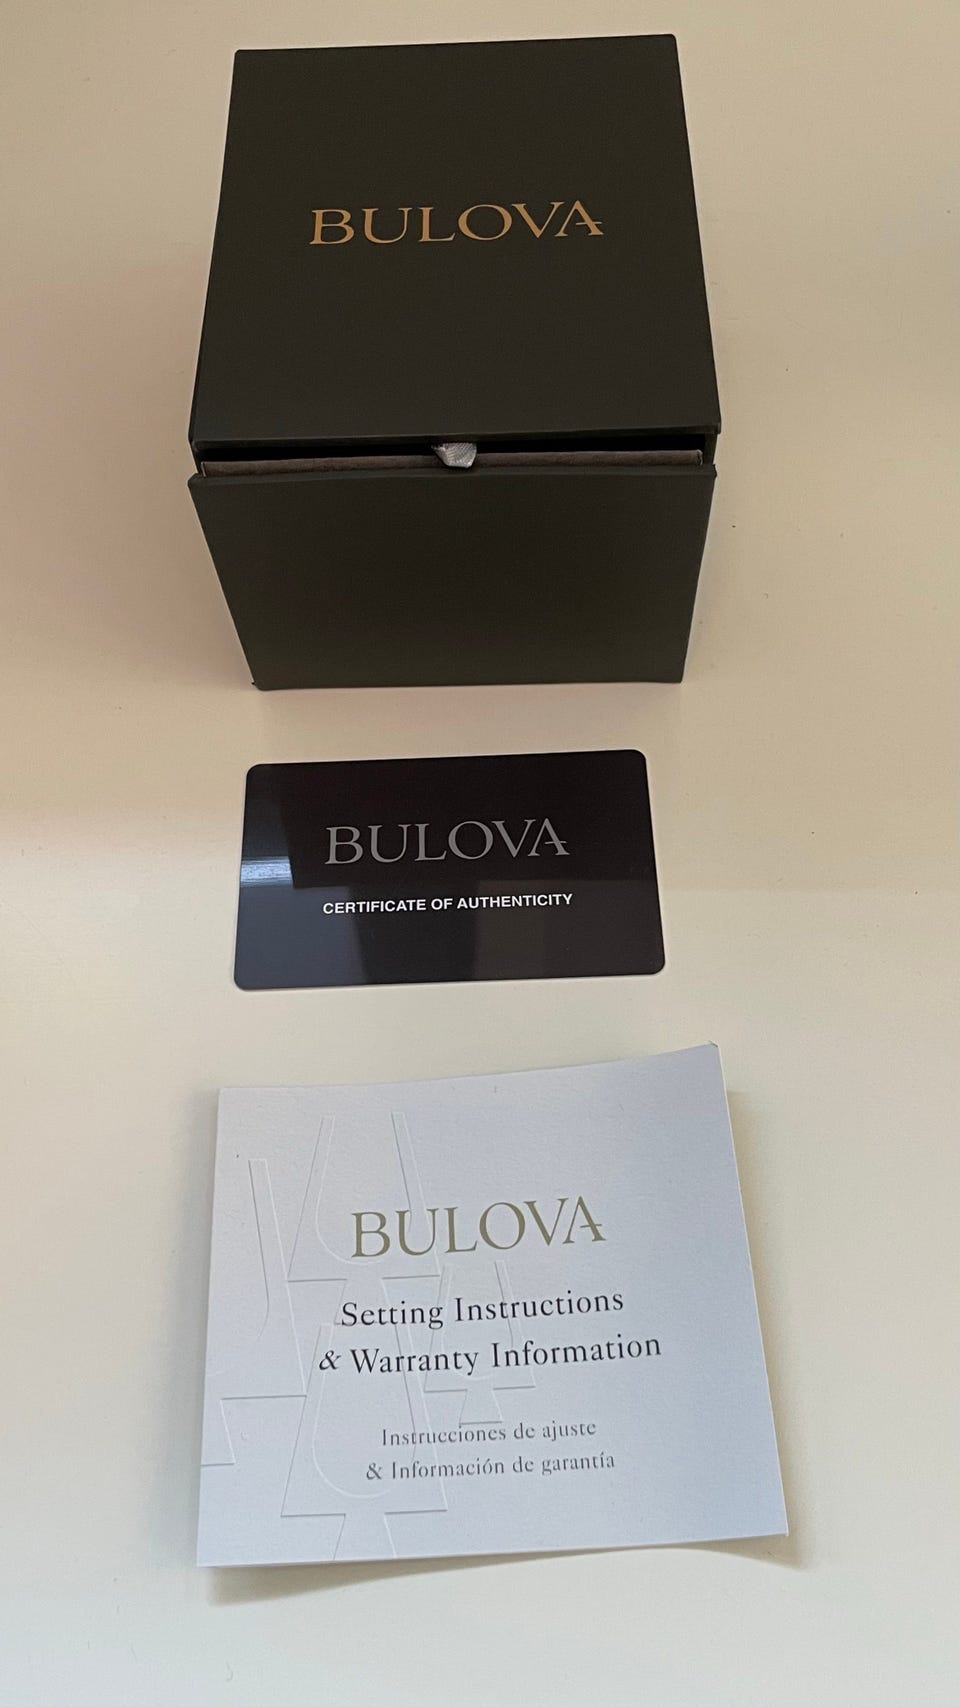 BULOVA
BULOVA
CERTIFICATE OF AUTHENTICITY
BULOVA
Setting Instructions
& Warranty Information
Instrucciones de ajuste
& Información de garantía